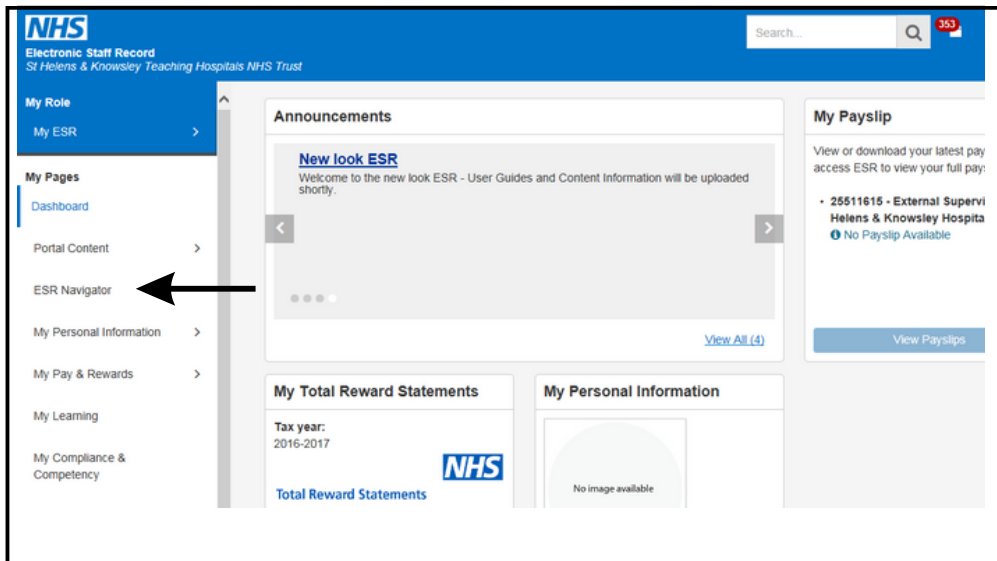 NHS
Electronic Staff Record
St Helens & Knowsley Teaching Hospitals NHS Trust
Search...
353
My Role
My ESR
My Pages
Dashboard
Portal Content
ESR Navigator
My Personal Information
My Pay & Rewards
My Learning
My Compliance &
Competency
Announcements
New look ESR
Welcome to the new look ESR - User Guides and Content Information will be uploaded
shortly.
View All (4)
My Payslip
View or download your latest pay
access ESR to view your full pay
• 25511615 - External Supervi
Helens & Knowsley Hospita
No Payslip Available
View Payslips
My Total Reward Statements
Tax year:
2016-2017
NHS
Total Reward Statements
My Personal Information
No image available